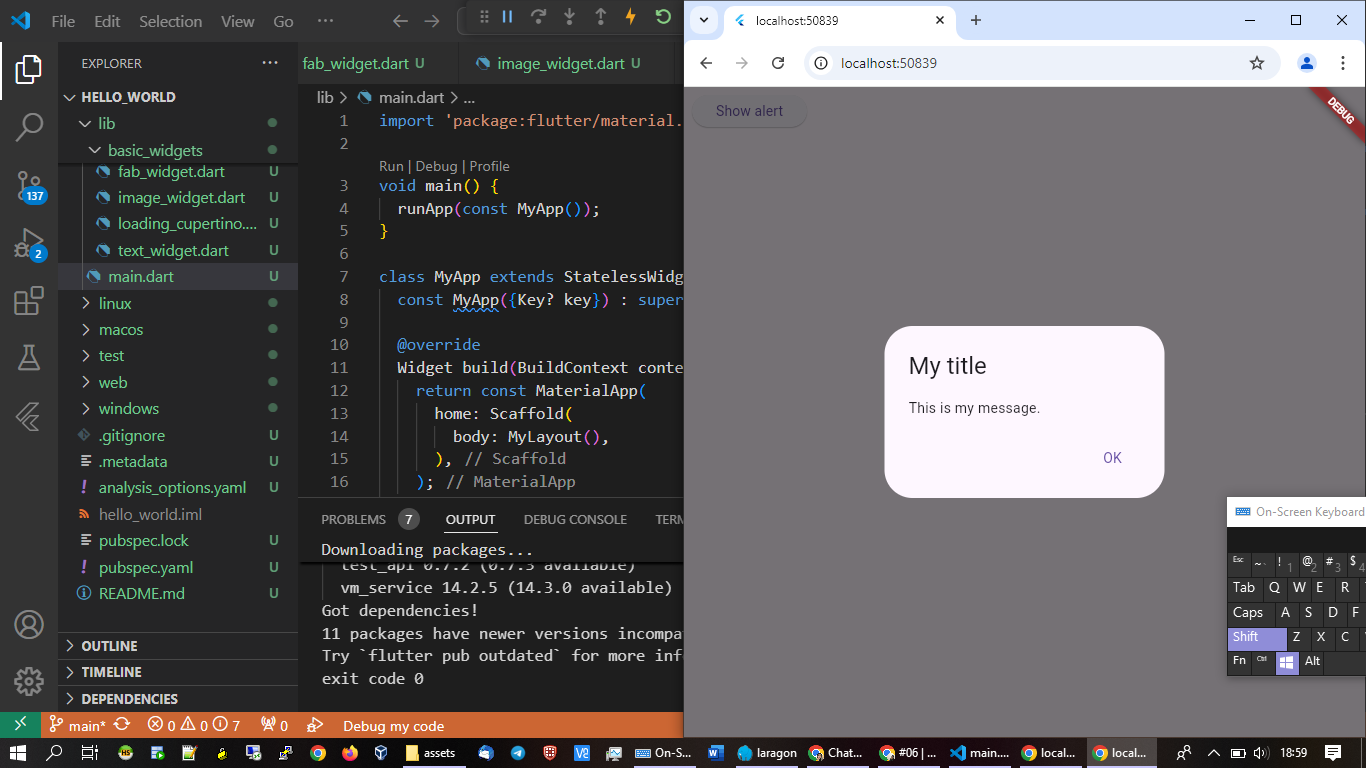 File Edit Selection View Go ···
EXPLORER ···
HELLO_WORLD
lib
basic_widgets
fab_widget.dart U
image_widget.dart U
loading_cupertino.... U
text_widget.dart U
main.dart U
linux
macos
test
web
windows
.gitignore U
.metadata U
analysis_options.yaml U
hello_world.iml
pubspec.lock U
pubspec.yaml U
README.md U
OUTLINE
TIMELINE
DEPENDENCIES
137
2
fab_widget.dart U image_widget.dart U
lib > main.dart > ...
1 import 'package:flutter/material.
2
Run | Debug | Profile
3 void main() {
4 runApp(const MyApp());
5 }
6
7 class MyApp extends StatelessWidg
8 const MyApp({Key? key}) : super
9
10 @override
11 Widget build(BuildContext conte
12 return const MaterialApp(
13 home: Scaffold(
14 body: MyLayout(),
15 ), // Scaffold
16 ); // MaterialApp
PROBLEMS 7 OUTPUT DEBUG CONSOLE TERM
Downloading packages...
test_api 0.7.2 (0.7.3 available)
vm_service 14.2.5 (14.3.0 available)
Got dependencies!
11 packages have newer versions incompa
Try `flutter pub outdated` for more inf
exit code 0
main* 0 0 7 0 Debug my code
localhost:50839
localhost:50839
Show alert
DEBUG
My title
This is my message.
OK
On-Screen Keyboard
Esc ~ ` ! 1 @ 2 # 3 $ 4
Tab Q W E R
Caps A S D F
Shift Z X C
Fn Ctrl Alt
HS assets V2 On-S... W laragon Chat... #06 | ... main.... local... local... 18:59